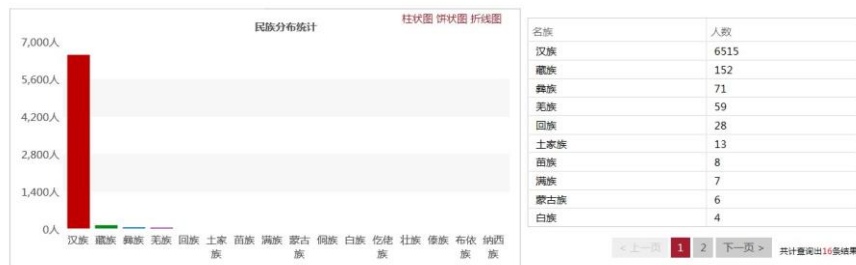 民族分布统计
柱状图 饼状图 折线图
7,000人
5,600人
4,200人
2,800人
1,400人
0人
汉族 藏族 彝族 羌族 回族 土家族 苗族 满族 蒙古族 侗族 白族 仡佬族 壮族 傣族 布依族 纳西族
名族 人数
汉族 6515
藏族 152
彝族 71
羌族 59
回族 28
土家族 13
苗族 8
满族 7
蒙古族 6
白族 4
< 上一页 1 2 下一页 > 共计查询出16条结果